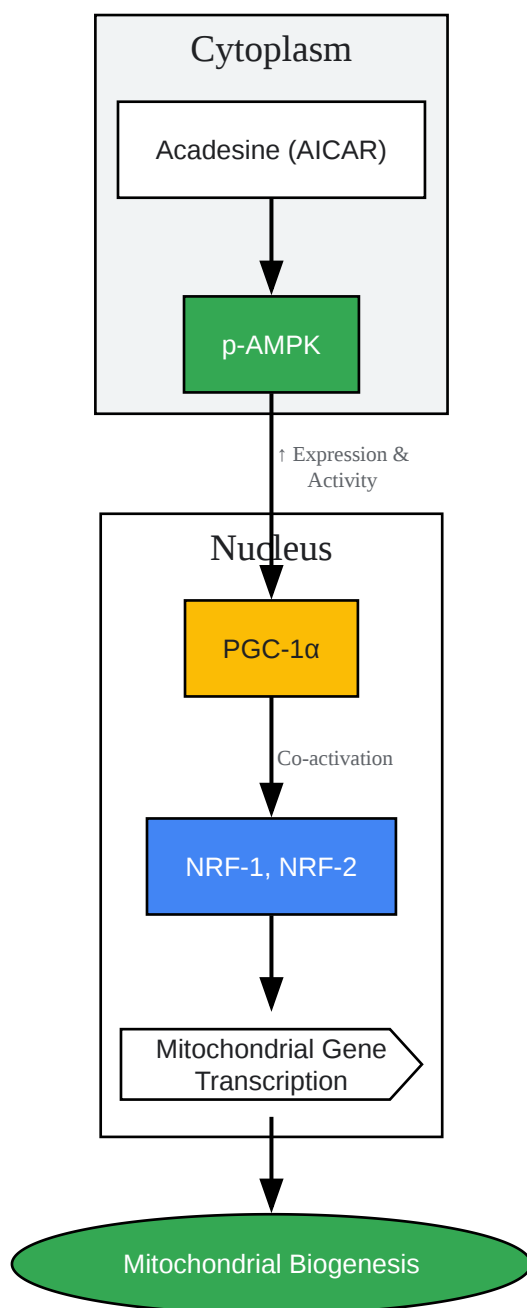 Cytoplasm
Acadesine (AICAR)
p-AMPK
↑ Expression &
Activity
Nucleus
PGC-1α
Co-activation
NRF-1, NRF-2
Mitochondrial Gene
Transcription
Mitochondrial Biogenesis